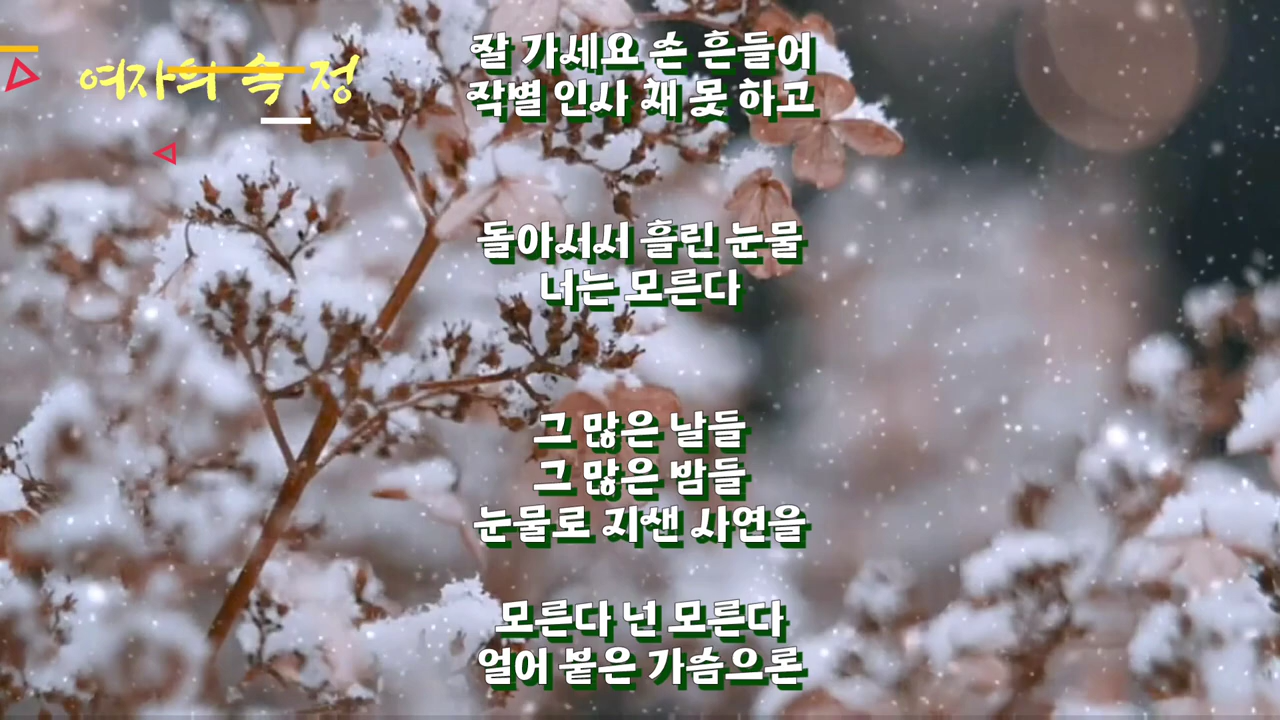 여자의 속 정
잘 가세요 손 흔들어
작별 인사 채 못 하고
돌아서서 흘린 눈물
너는 모른다
그 많은 날들
그 많은 밤들
눈물로 지샌 사연을
모른다 넌 모른다
얼어 붙은 가슴으론